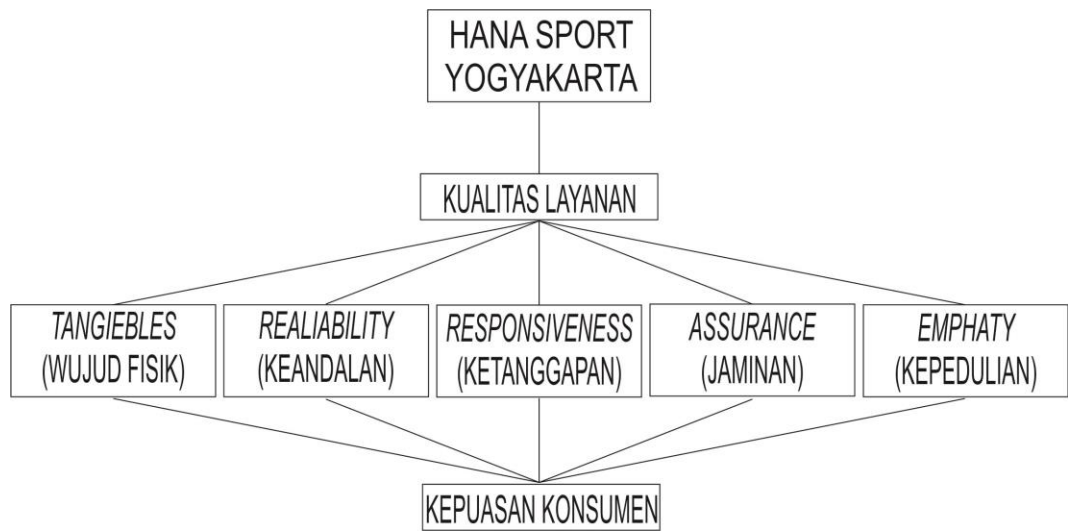 HANA SPORT
YOGYAKARTA
KUALITAS LAYANAN
TANGIEBLES
(WUJUD FISIK)
REALIABILITY
(KEANDALAN)
RESPONSIVENESS
(KETANGGAPAN)
ASSURANCE
(JAMINAN)
EMPHATY
(KEPEDULIAN)
KEPUASAN KONSUMEN